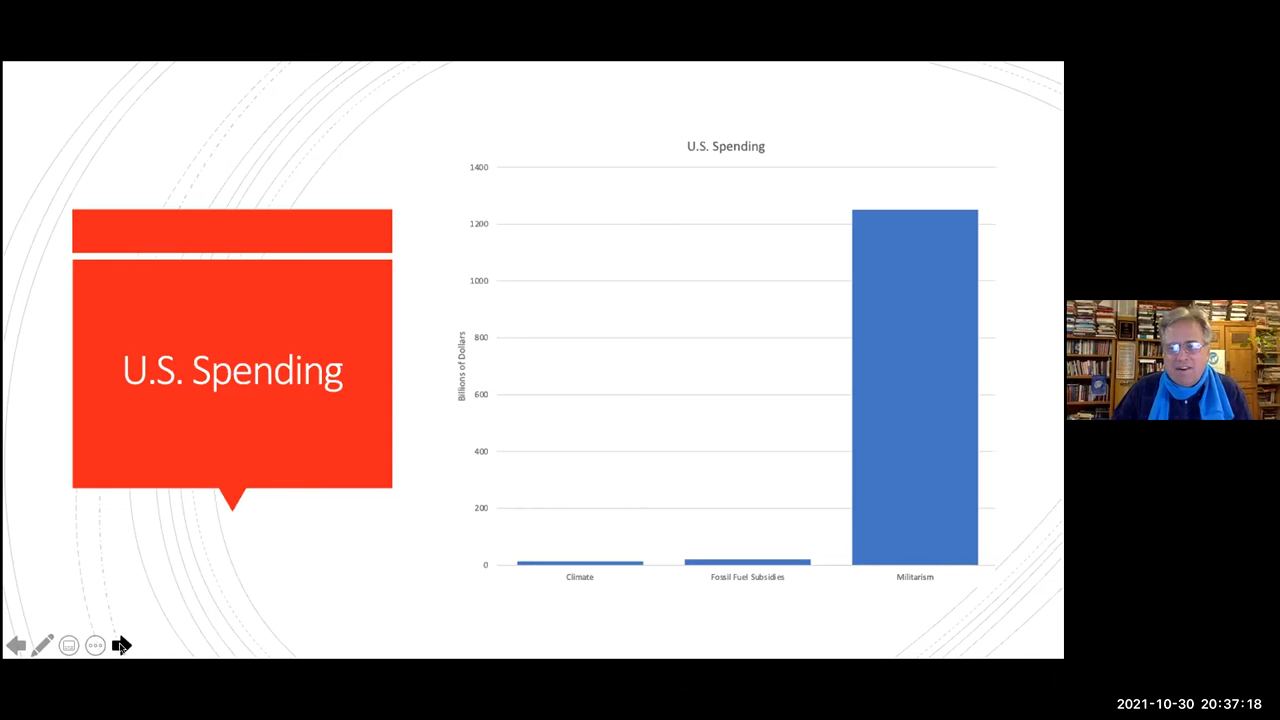 U.S. Spending
U.S. Spending
1400
1200
1000
800
600
400
200
0
Billions of Dollars
Climate
Fossil Fuel Subsidies
Militarism
2021-10-30 20:37:18